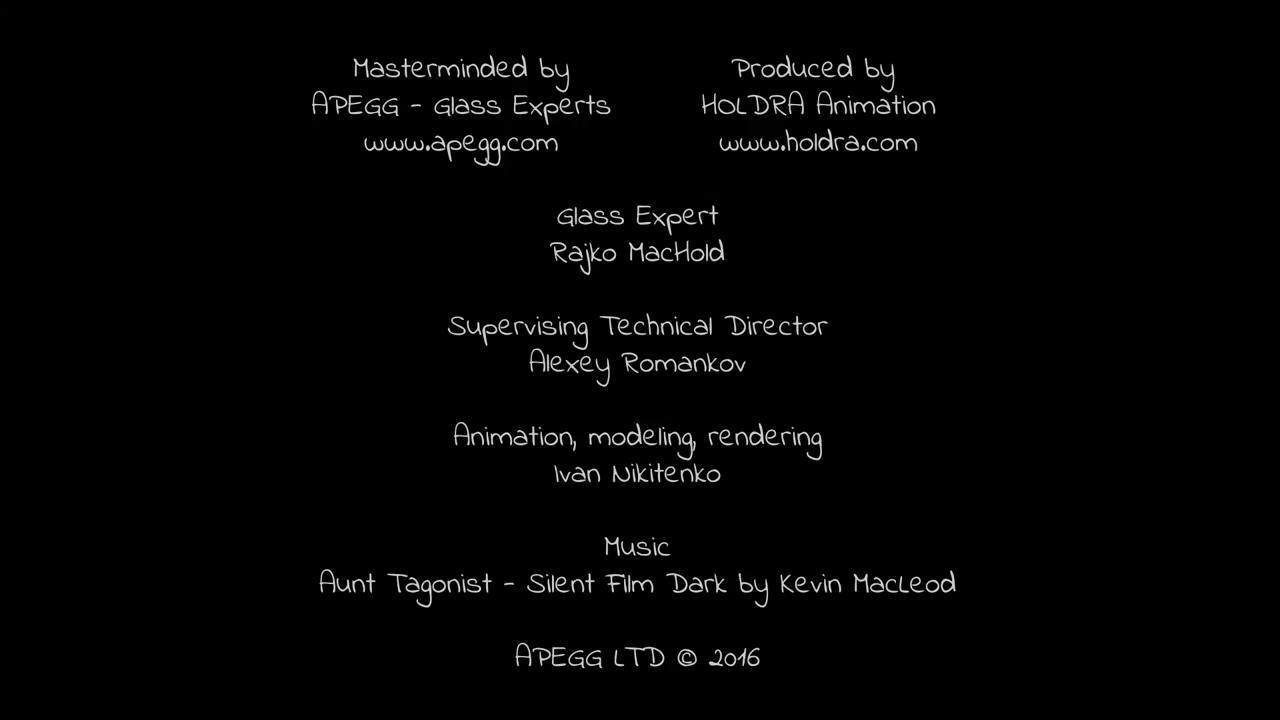 Masterminded by
APEGG - Glass Experts
www.apegg.com
Produced by
HOLDRA Animation
www.holdra.com
Glass Expert
Rajko MacHold
Supervising Technical Director
Alexey Romankov
Animation, modeling, rendering
Ivan Nikitenko
Music
Aunt Tagonist - Silent Film Dark by Kevin MacLeod
APEGG LTD © 2016